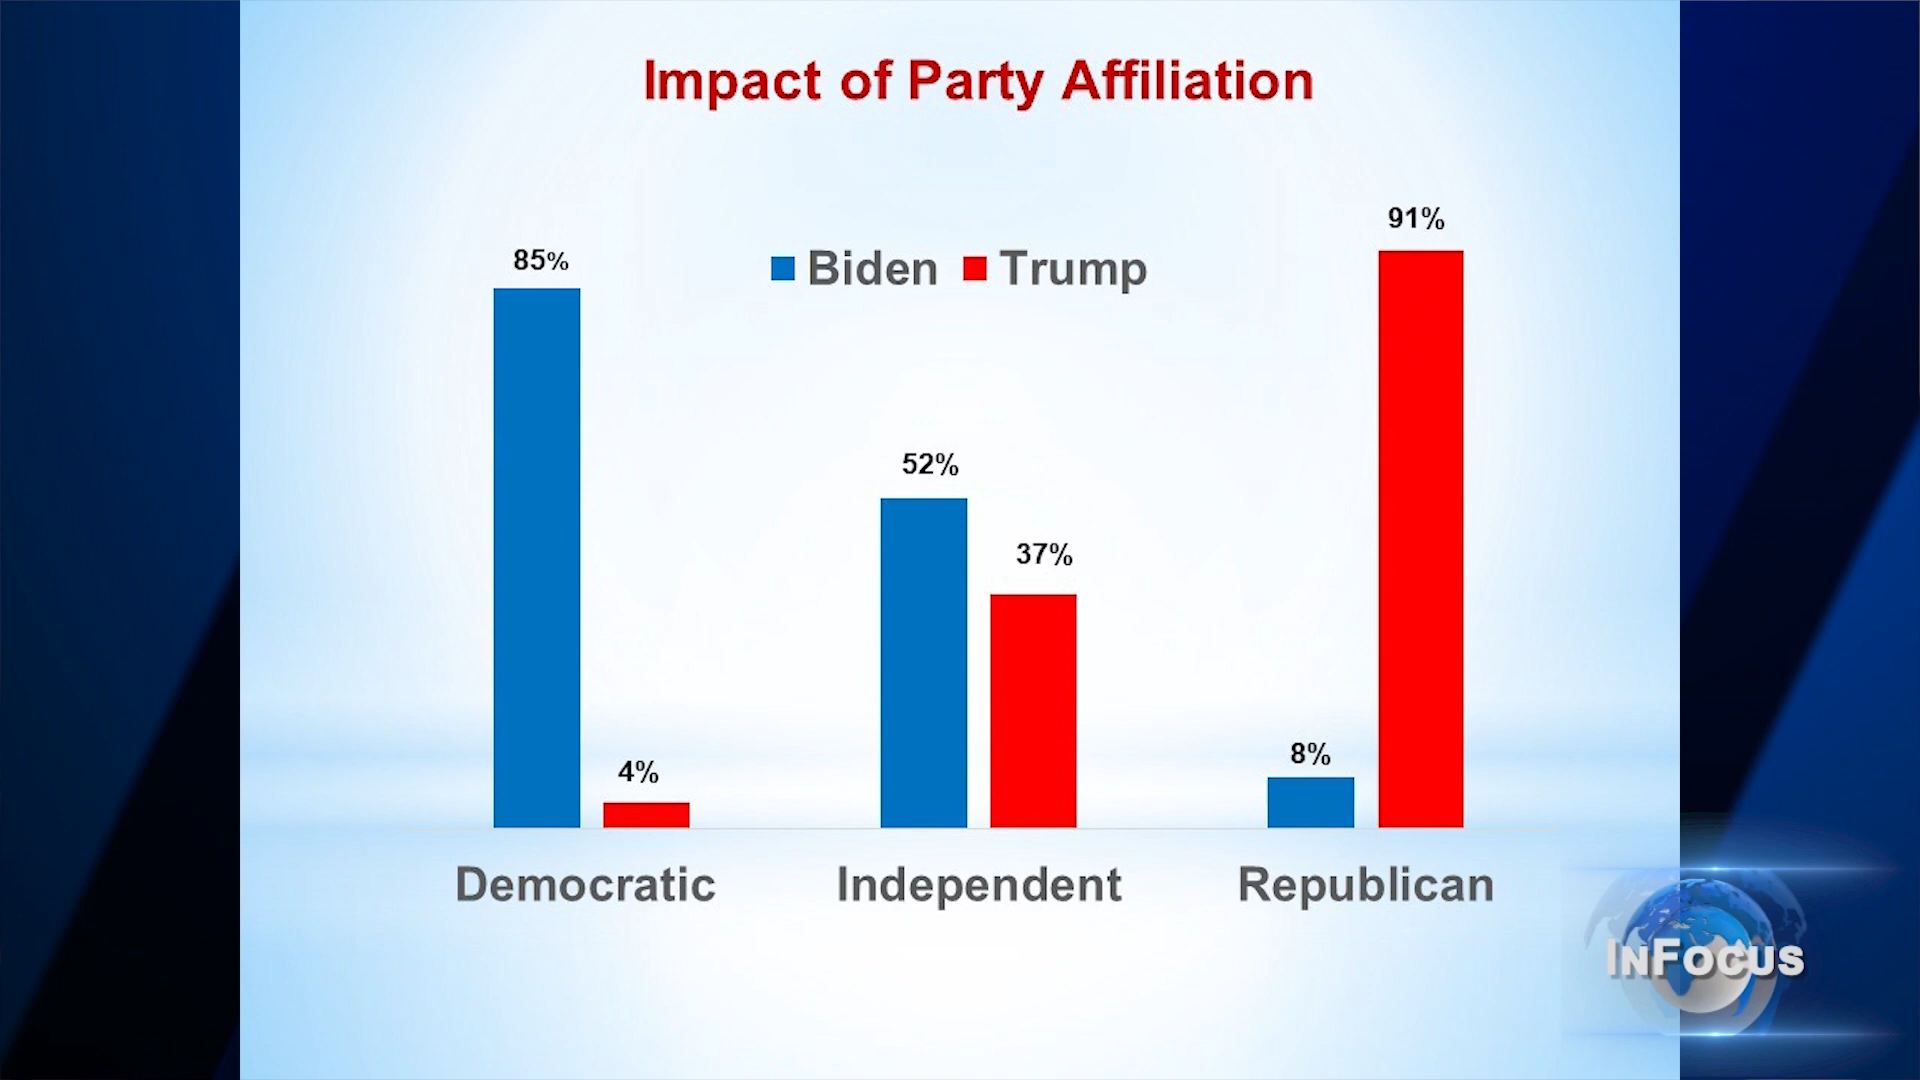 Impact of Party Affiliation
Biden Trump
85%
4%
52%
37%
8%
91%
Democratic Independent Republican
InFocus